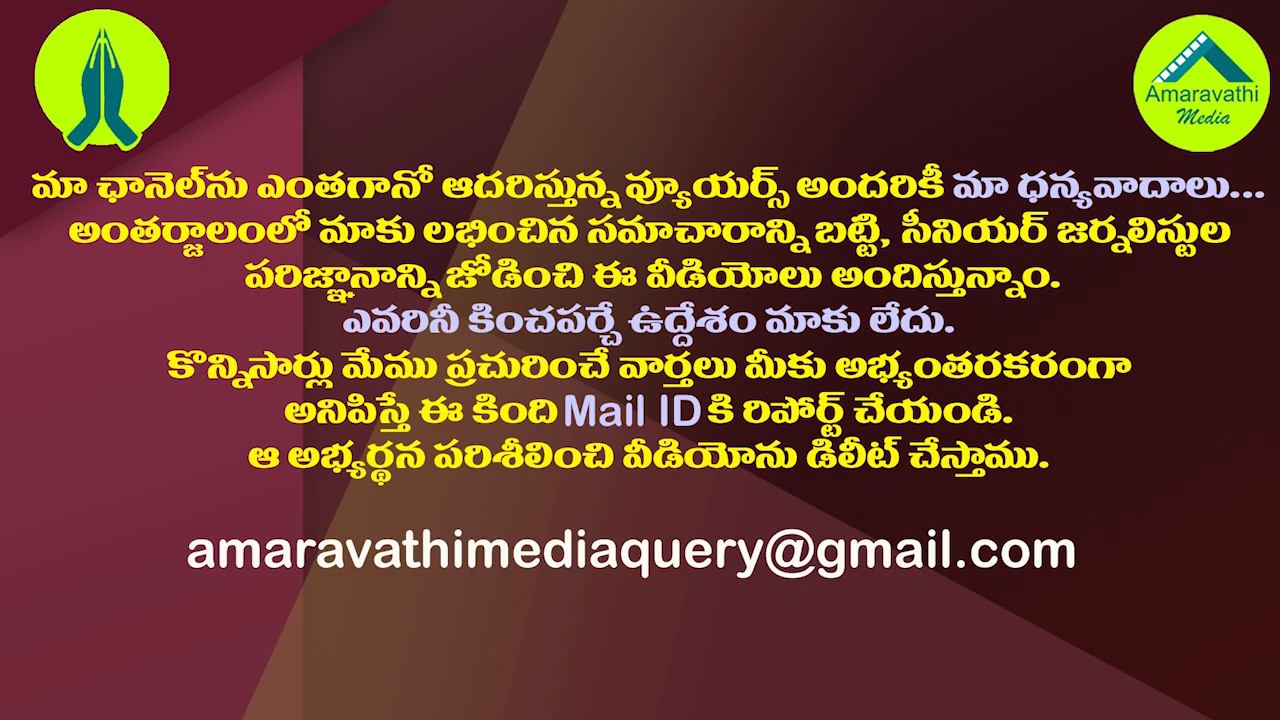 Amaravathi
Media
మా ఛానెల్‌ను ఎంతగానో ఆదరిస్తున్న వ్యూయర్స్ అందరికీ మా ధన్యవాదాలు...
అంతర్జాలంలో మాకు లభించిన సమాచారాన్ని బట్టి, సీనియర్ జర్నలిస్టుల
పరిజ్ఞానాన్ని జోడించి ఈ వీడియోలు అందిస్తున్నాం.
ఎవరినీ కించపర్చే ఉద్దేశం మాకు లేదు.
కొన్నిసార్లు మేము ప్రచురించే వార్తలు మీకు అభ్యంతరకరంగా
అనిపిస్తే ఈ కింది Mail ID కి రిపోర్ట్ చేయండి.
ఆ అభ్యర్థన పరిశీలించి వీడియోను డిలీట్ చేస్తాము.
amaravathimediaquery@gmail.com